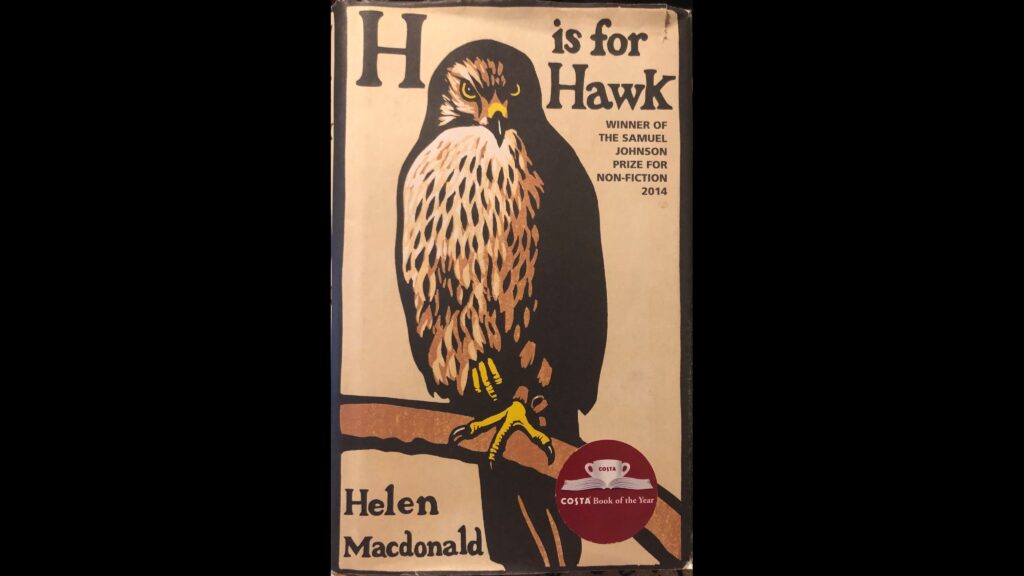 H is for
Hawk
WINNER OF
THE SAMUEL
JOHNSON
PRIZE FOR
NON-FICTION
2014
COSTA
COSTA Book of the Year
Helen
Macdonald